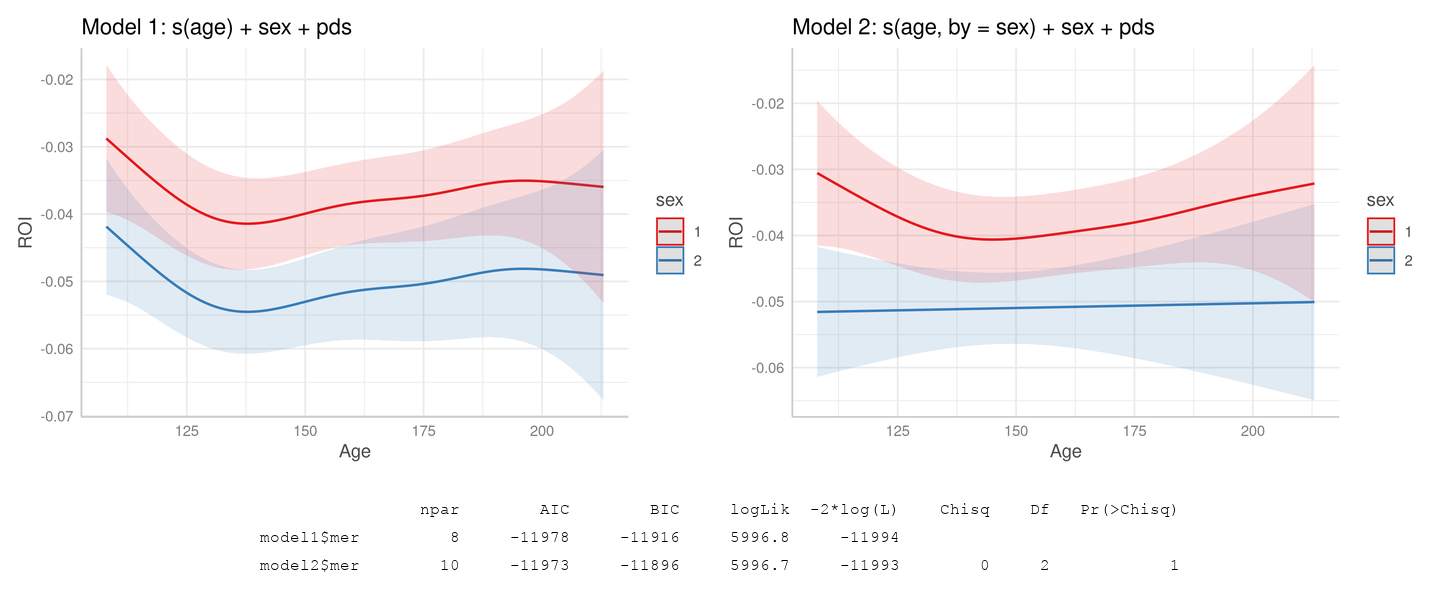 Model 1: s(age) + sex + pds
-0.02
-0.03
-0.04
-0.05
-0.06
-0.07
ROI
125 150 175 200
Age
sex
1
2
Model 2: s(age, by = sex) + sex + pds
-0.02
-0.03
-0.04
-0.05
-0.06
ROI
125 150 175 200
Age
sex
1
2
npar AIC BIC logLik -2*log(L) Chisq Df Pr(>Chisq)
model1$mer 8 -11978 -11916 5996.8 -11994
model2$mer 10 -11973 -11896 5996.7 -11993 0 2 1